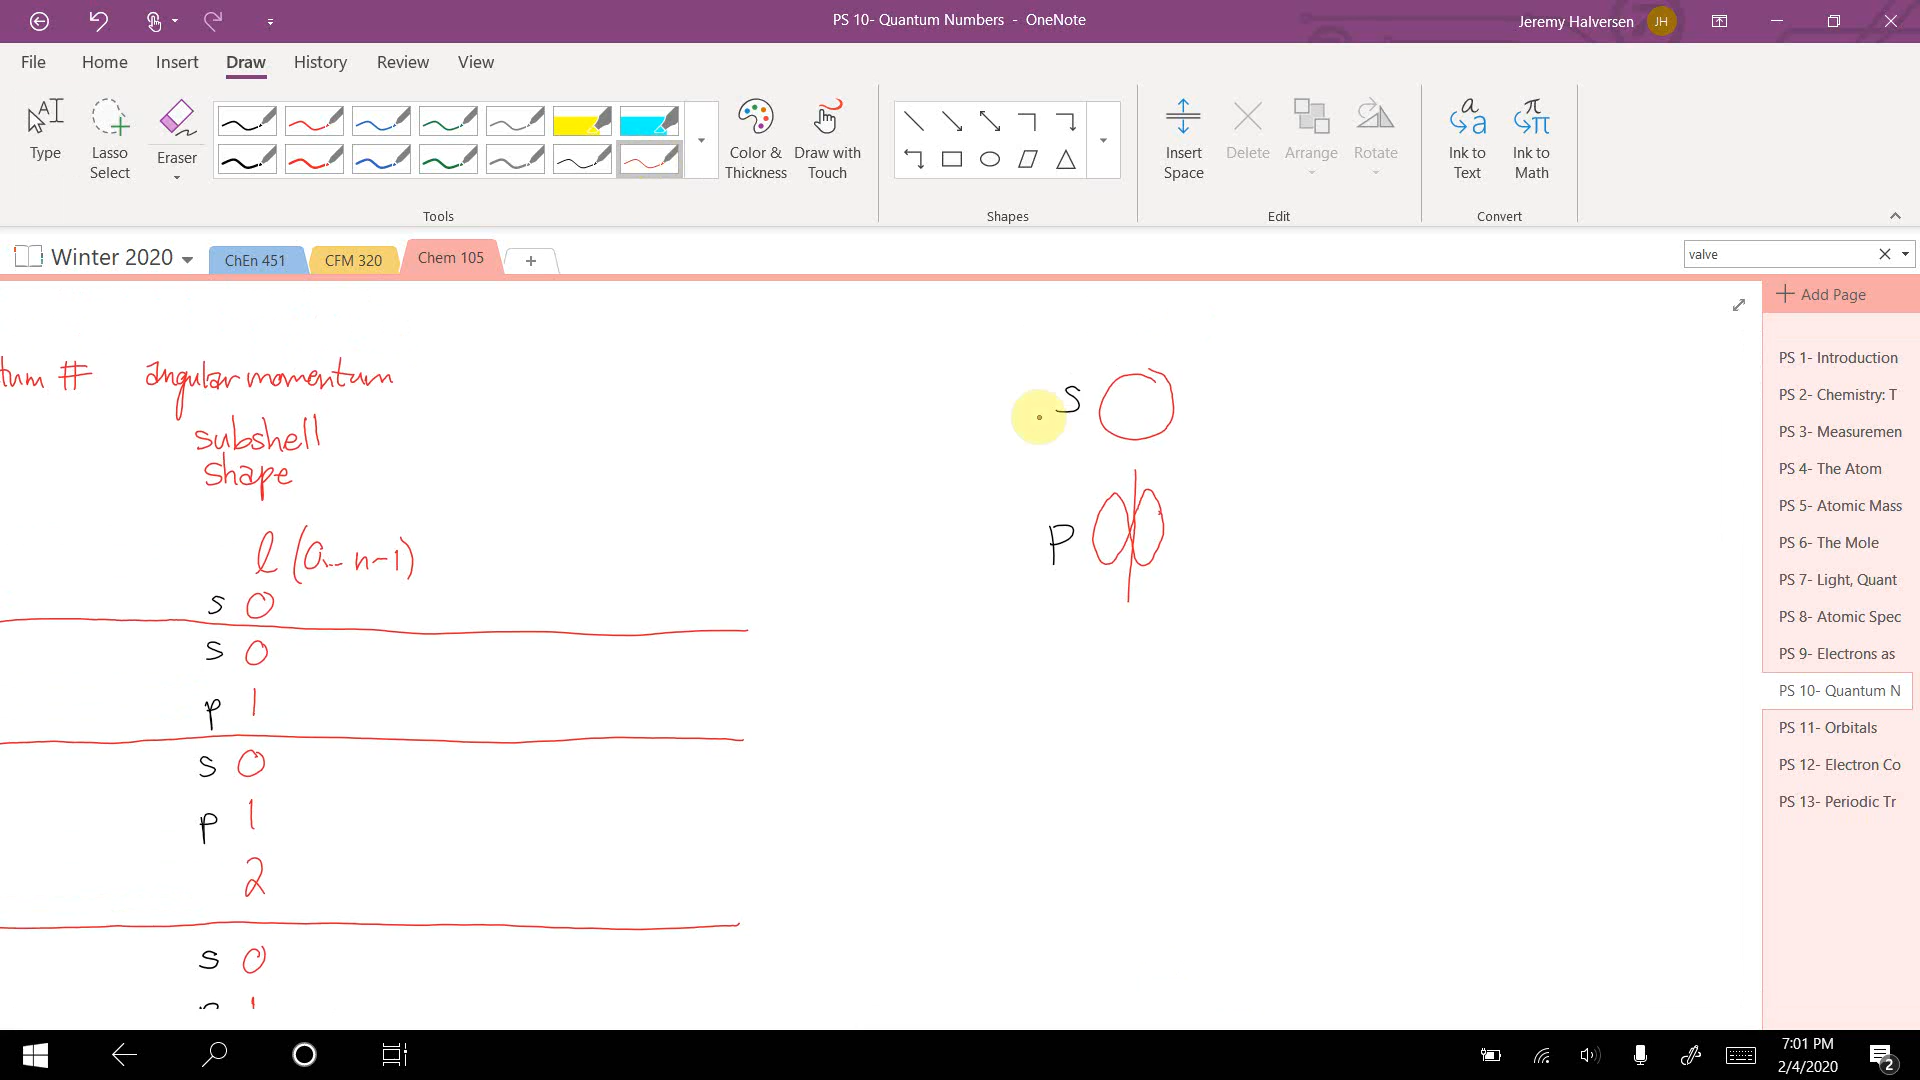 PS 10- Quantum Numbers - OneNote
Jeremy Halversen
JH
File Home Insert Draw History Review View
Type
Lasso Select
Eraser
Color & Thickness
Draw with Touch
Insert Space
Delete
Arrange
Rotate
Ink to Text
Ink to Math
Tools Shapes Edit Convert
Winter 2020
ChEn 451
CFM 320
Chem 105
valve
Add Page
PS 1- Introduction
PS 2- Chemistry: T
PS 3- Measuremen
PS 4- The Atom
PS 5- Atomic Mass
PS 6- The Mole
PS 7- Light, Quant
PS 8- Atomic Spec
PS 9- Electrons as
PS 10- Quantum N
PS 11- Orbitals
PS 12- Electron Co
PS 13- Periodic Tr
tum # angular momentum
subshell
shape
l (0... n-1)
s 0
s 0
p 1
s 0
p 1
2
s 0
s
p
7:01 PM
2/4/2020
2